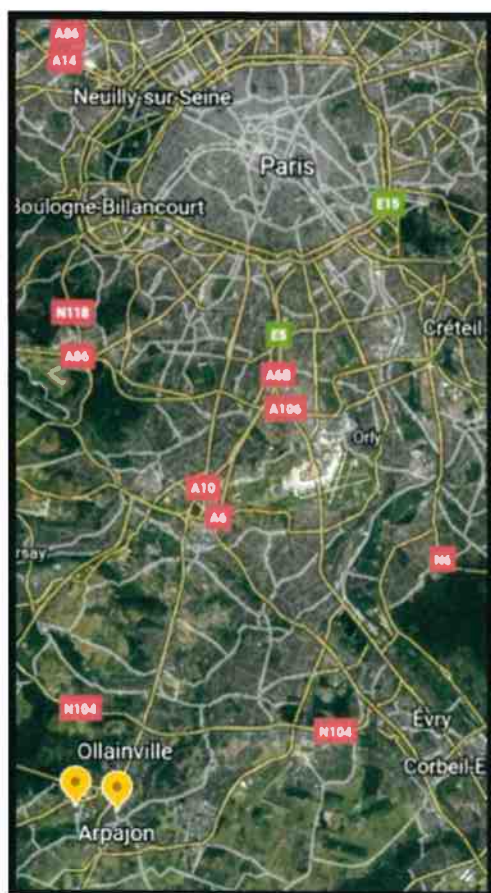 A86
A14
Neuilly-sur-Seine
Paris
Boulogne-Billancourt
E15
N118
E5
Créteil
A86
A6B
A106
Orly
A10
A6
rsay
N6
N104
Évry
N104
Ollainville
Corbeil-E
Arpajon